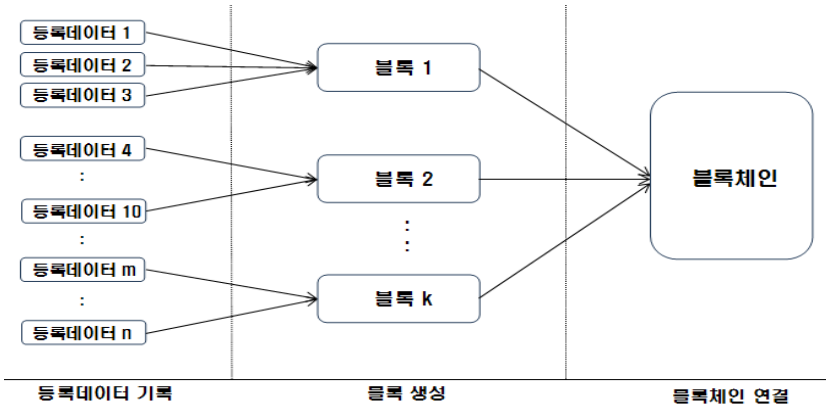 등록데이터 1
등록데이터 2
등록데이터 3
등록데이터 4
:
등록데이터 10
:
등록데이터 m
:
등록데이터 n
블록 1
블록 2
:
:
블록 k
블록체인
등록데이터 기록
블록 생성
블록체인 연결